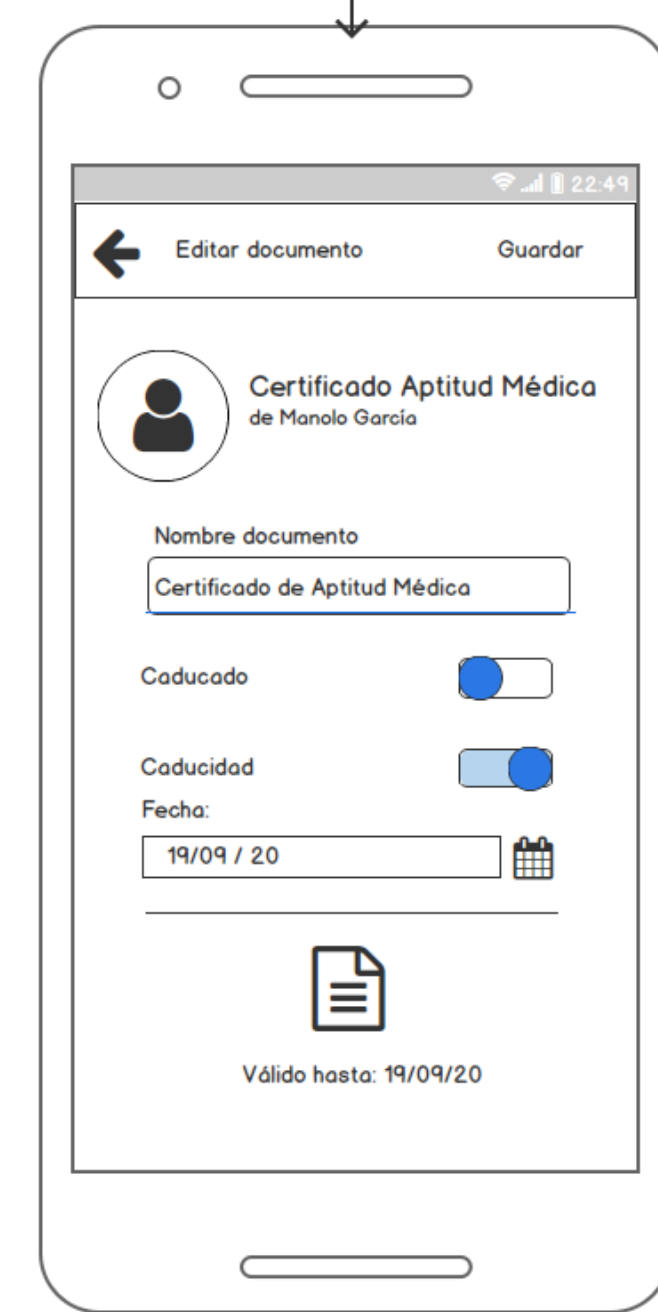 22:49
Editar documento Guardar
Certificado Aptitud Médica
de Manolo García
Nombre documento
Certificado de Aptitud Médica
Caducado
Caducidad
Fecha:
19/09 / 20
Válido hasta: 19/09/20